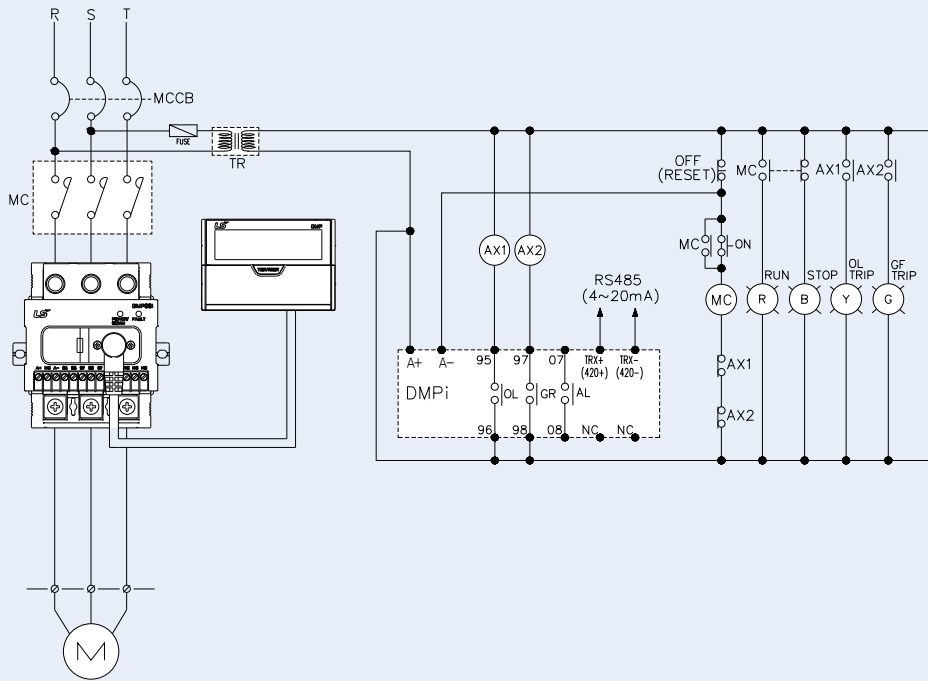 R S T
MCCB
FUSE
TR
MC
LS DMP
LS
FAULT
A+
OFF
(RESET)
MC
AX1
AX2
AX1
AX2
MC
ON
RS485
(4~20mA)
MC
RUN
R
STOP
B
OL
TRIP
Y
GF
TRIP
G
A+ A- 95 97 07 TRX+ TRX-
(420+) (420-)
DMPi
OL
GR
AL
96 98 08 NC NC
AX1
AX2
M